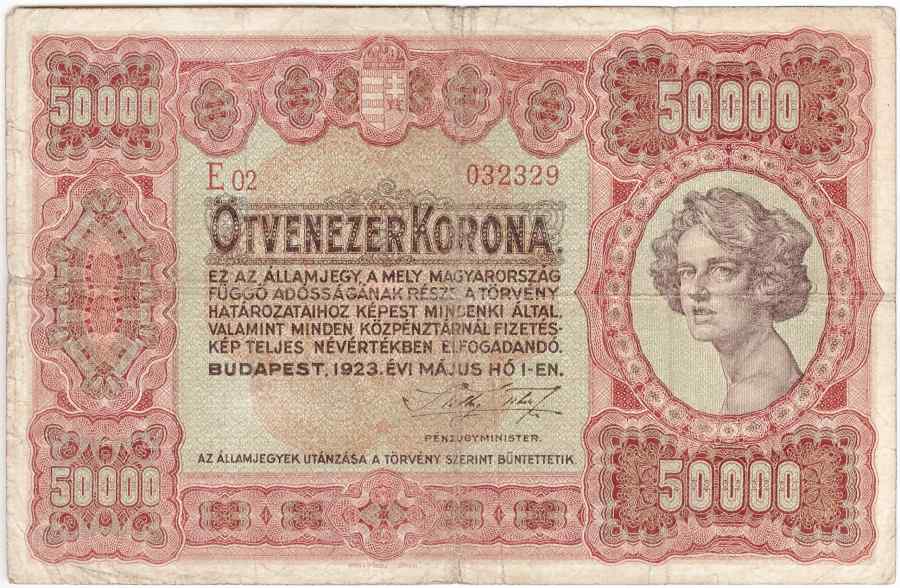 50000 50000
E 02 032329
ÖTVENEZER KORONA.
EZ AZ ÁLLAMJEGY, A MELY MAGYARORSZÁG
FÜGGŐ ADÓSSÁGÁNAK RÉSZE, A TÖRVÉNY
HATÁROZATAIHOZ KÉPEST MINDENKI ÁLTAL,
VALAMINT MINDEN KÖZPÉNZTÁRNÁL FIZETÉS-
KÉP TELJES NÉVÉRTÉKBEN ELFOGADANDÓ.
BUDAPEST, 1923. ÉVI MÁJUS HÓ 1-EN.
PÉNZÜGYMINISTER.
AZ ÁLLAMJEGYEK UTÁNZÁSA A TÖRVÉNY SZERINT BÜNTETTETIK
50000 50000